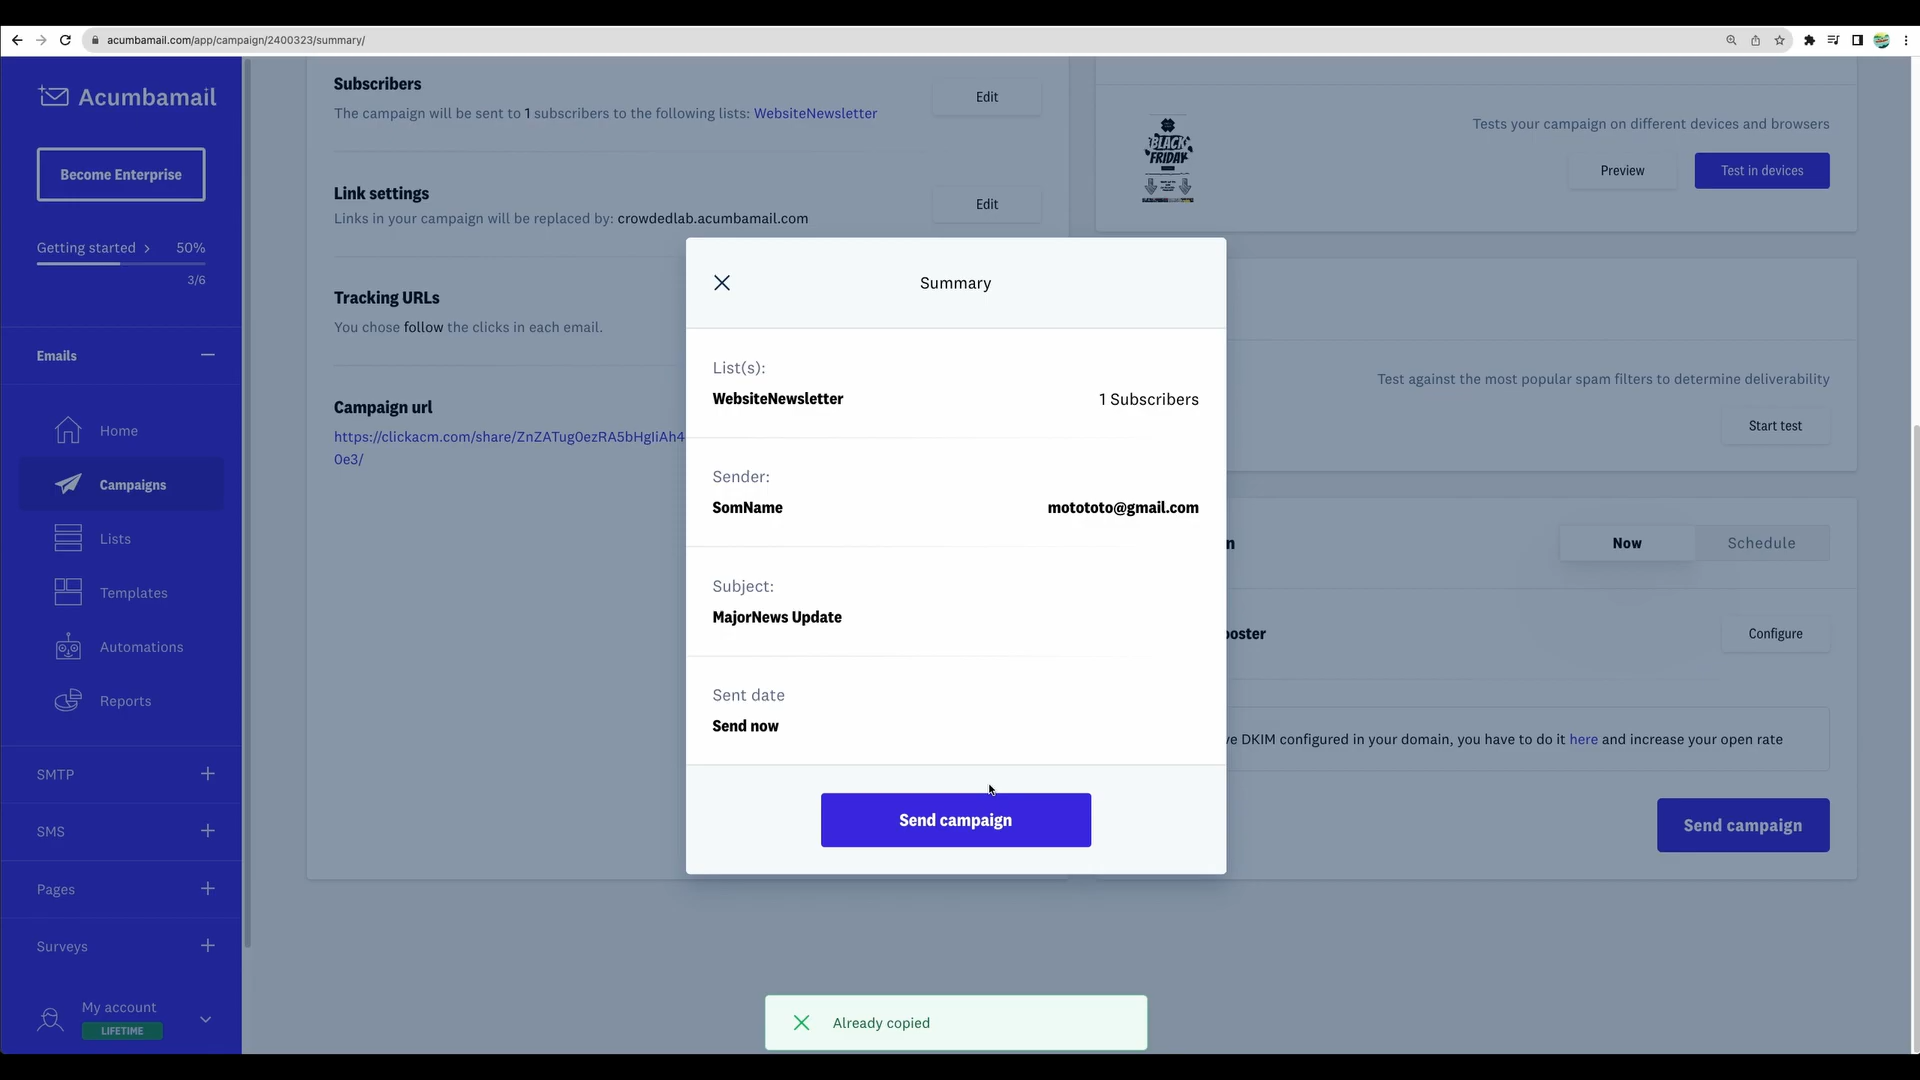 acumbamail.com/app/campaign/2400323/summary/
Acumbamail
Become Enterprise
Getting started > 50%
3/6
Emails
Home
Campaigns
Lists
Templates
Automations
Reports
SMTP
SMS
Pages
Surveys
My account
LIFETIME
Subscribers
The campaign will be sent to 1 subscribers to the following lists: WebsiteNewsletter
Edit
Link settings
Links in your campaign will be replaced by: crowdedlab.acumbamail.com
Edit
Tracking URLs
You chose follow the clicks in each email.
Campaign url
https://clickacm.com/share/ZnZATug0ezRA5bHgIiAh4
0e3/
BLACK
FRIDAY
Tests your campaign on different devices and browsers
Preview
Test in devices
Test against the most popular spam filters to determine deliverability
Start test
n
Now
Schedule
ooster
Configure
ve DKIM configured in your domain, you have to do it here and increase your open rate
Send campaign
Summary
List(s):
WebsiteNewsletter 1 Subscribers
Sender:
SomName motototo@gmail.com
Subject:
MajorNews Update
Sent date
Send now
Send campaign
Already copied